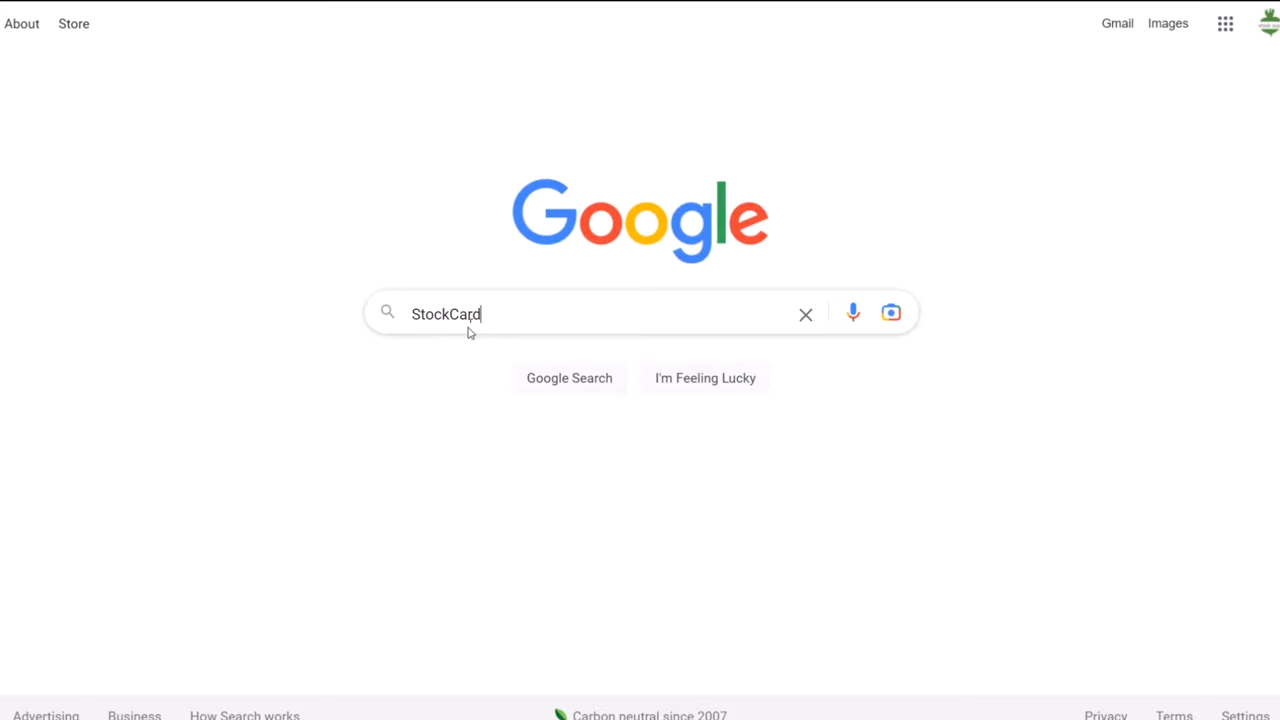 About Store Gmail Images
Google
StockCard
Google Search I'm Feeling Lucky
Advertising Business How Search works Carbon neutral since 2007 Privacy Terms Settings